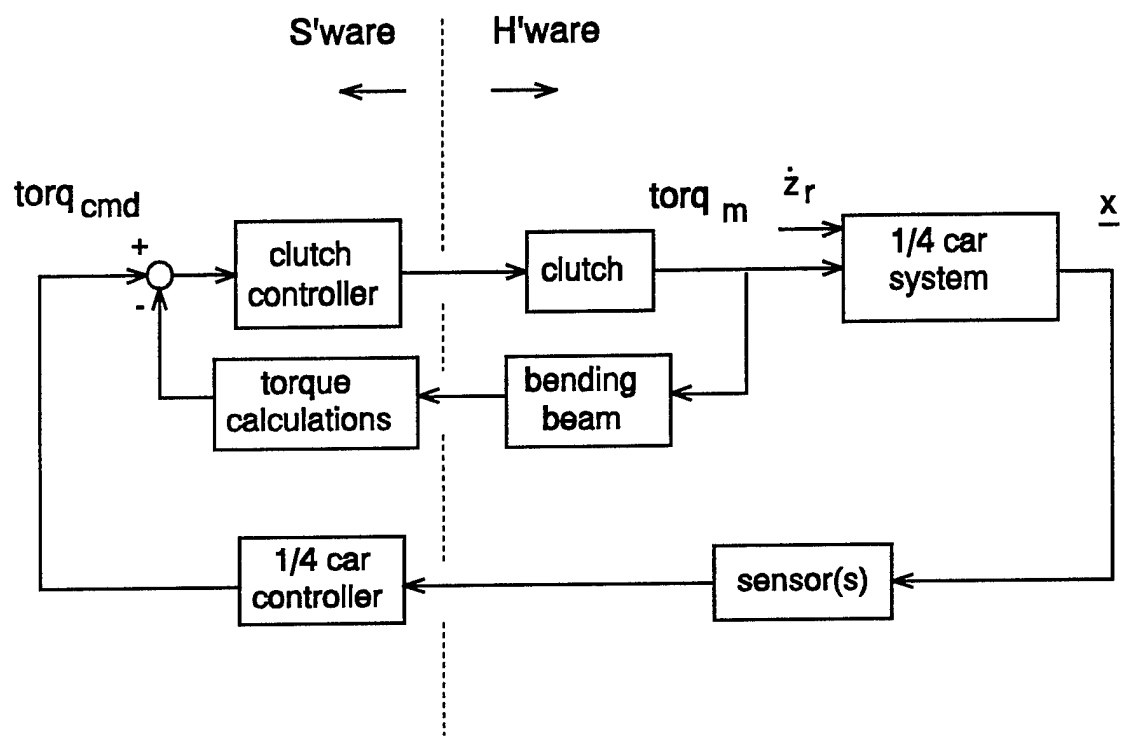 S'ware
H'ware
torq cmd
+
-
clutch
controller
clutch
torq m
ż r
1/4 car
system
x
torque
calculations
bending
beam
1/4 car
controller
sensor(s)